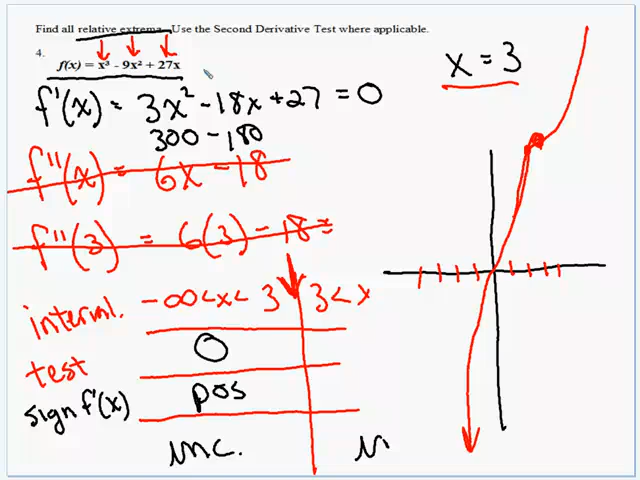 Find all relative extrema. Use the Second Derivative Test where applicable.
4.
f(x) = x³ - 9x² + 27x
x = 3
f'(x) = 3x² - 18x + 27 = 0
300 - 180
f''(x) = 6x - 18
f''(3) = 6(3) - 18 =
interval -∞ < x < 3 3 < x
test 0
sign f'(x) pos
inc.